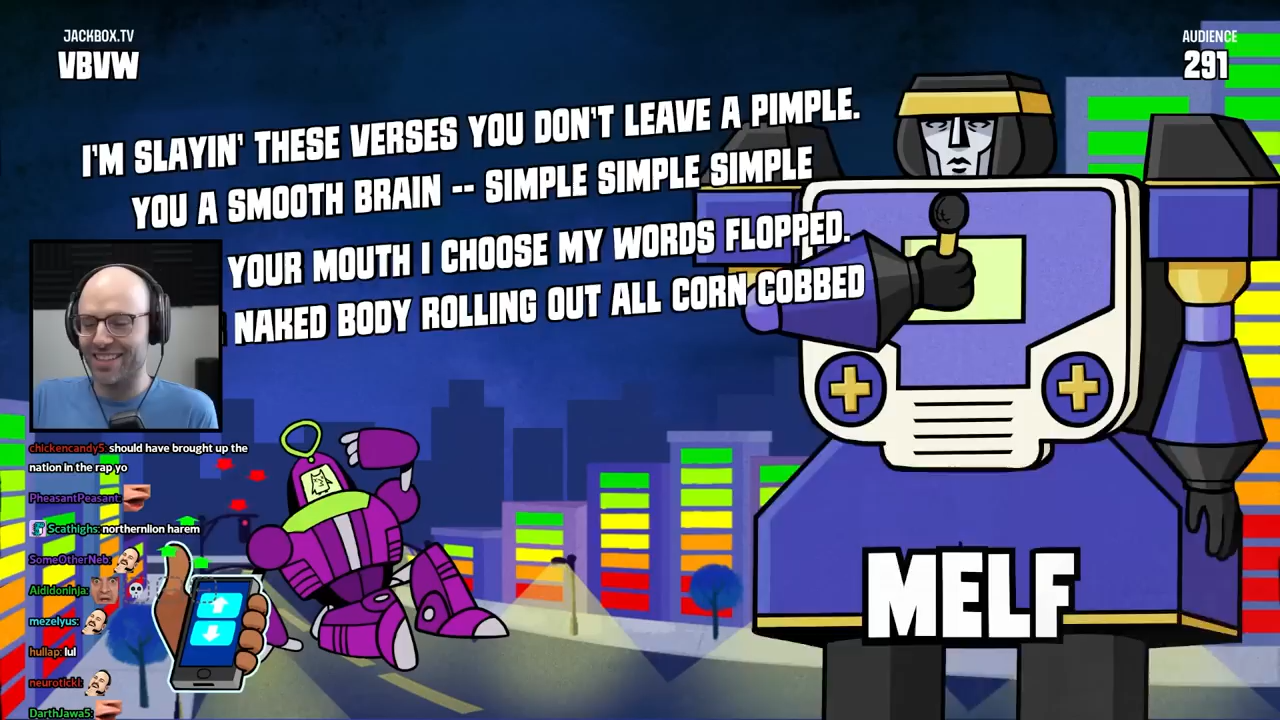 JACKBOX.TV
VBVW
AUDIENCE
291
I'M SLAYIN' THESE VERSES YOU DON'T LEAVE A PIMPLE.
YOU A SMOOTH BRAIN -- SIMPLE SIMPLE SIMPLE
YOUR MOUTH I CHOOSE MY WORDS FLOPPED.
NAKED BODY ROLLING OUT ALL CORN COBBED
chickencandy5: should have brought up the
nation in the rap yo
PheasantPeasant:
Scathighs: northernlion harem
SomeOtherNeb:
Aididoninja:
mezelyus:
hullap: lul
neuroticki:
DarthJawa5:
MELF